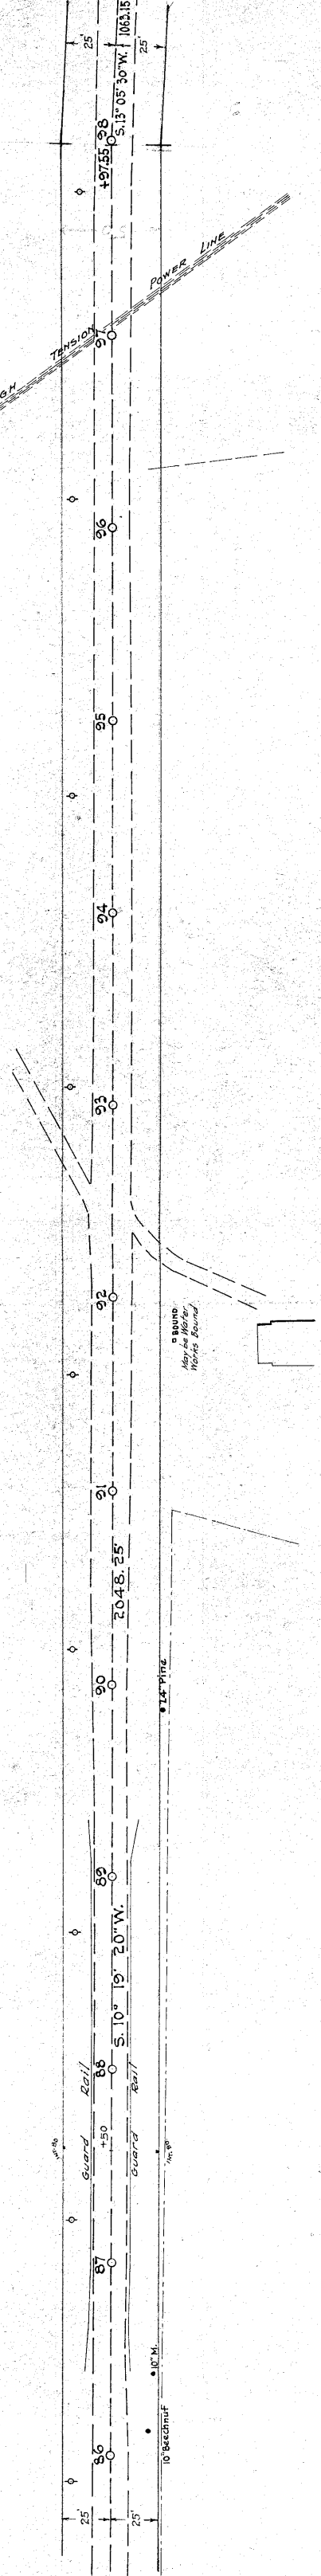 25'
25'
S. 13° 05' 30" W.
1062.15
+97.55
98
HIGH TENSION POWER LINE
97
96
95
94
93
92
BOUND
May be Water
Works Bound
91
2048.25'
90
24" Pine
89
S. 10° 19' 20" W.
88
Guard Rail
Guard Rail
+50
87
10" M.
10" Beechnut
86
25'
25'